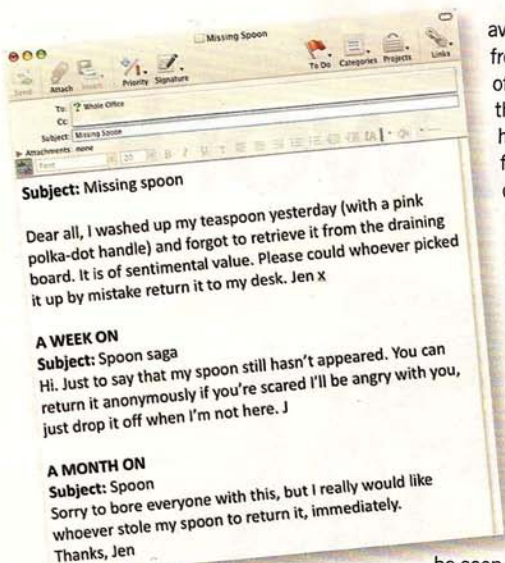 Missing Spoon
Send Attach Insert Priority Signature To Do Categories Projects Links
To: ? Whole Office
Cc:
Subject: Missing Spoon
Attachments: none
Font 20 B I U T
Subject: Missing spoon
Dear all, I washed up my teaspoon yesterday (with a pink
polka-dot handle) and forgot to retrieve it from the draining
board. It is of sentimental value. Please could whoever picked
it up by mistake return it to my desk. Jen x
A WEEK ON
Subject: Spoon saga
Hi. Just to say that my spoon still hasn't appeared. You can
return it anonymously if you're scared I'll be angry with you,
just drop it off when I'm not here. J
A MONTH ON
Subject: Spoon
Sorry to bore everyone with this, but I really would like
whoever stole my spoon to return it, immediately.
Thanks, Jen
be seen